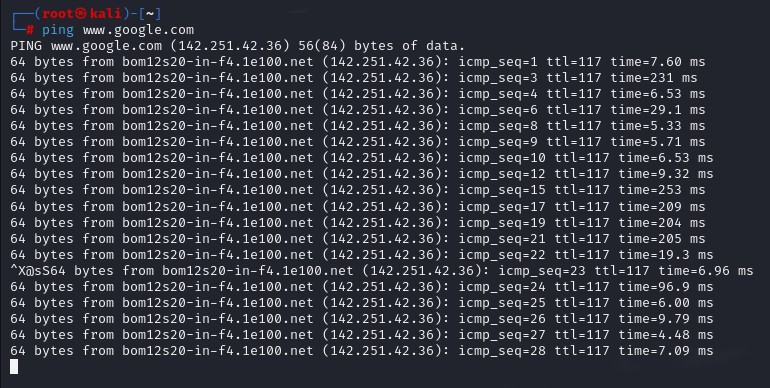 ┌──(root㉿kali)-[~]
└─# ping www.google.com
PING www.google.com (142.251.42.36) 56(84) bytes of data.
64 bytes from bom12s20-in-f4.1e100.net (142.251.42.36): icmp_seq=1 ttl=117 time=7.60 ms
64 bytes from bom12s20-in-f4.1e100.net (142.251.42.36): icmp_seq=3 ttl=117 time=231 ms
64 bytes from bom12s20-in-f4.1e100.net (142.251.42.36): icmp_seq=4 ttl=117 time=6.53 ms
64 bytes from bom12s20-in-f4.1e100.net (142.251.42.36): icmp_seq=6 ttl=117 time=29.1 ms
64 bytes from bom12s20-in-f4.1e100.net (142.251.42.36): icmp_seq=8 ttl=117 time=5.33 ms
64 bytes from bom12s20-in-f4.1e100.net (142.251.42.36): icmp_seq=9 ttl=117 time=5.71 ms
64 bytes from bom12s20-in-f4.1e100.net (142.251.42.36): icmp_seq=10 ttl=117 time=6.53 ms
64 bytes from bom12s20-in-f4.1e100.net (142.251.42.36): icmp_seq=12 ttl=117 time=9.32 ms
64 bytes from bom12s20-in-f4.1e100.net (142.251.42.36): icmp_seq=15 ttl=117 time=253 ms
64 bytes from bom12s20-in-f4.1e100.net (142.251.42.36): icmp_seq=17 ttl=117 time=209 ms
64 bytes from bom12s20-in-f4.1e100.net (142.251.42.36): icmp_seq=19 ttl=117 time=204 ms
64 bytes from bom12s20-in-f4.1e100.net (142.251.42.36): icmp_seq=21 ttl=117 time=205 ms
64 bytes from bom12s20-in-f4.1e100.net (142.251.42.36): icmp_seq=22 ttl=117 time=19.3 ms
^X@sS64 bytes from bom12s20-in-f4.1e100.net (142.251.42.36): icmp_seq=23 ttl=117 time=6.96 ms
64 bytes from bom12s20-in-f4.1e100.net (142.251.42.36): icmp_seq=24 ttl=117 time=96.9 ms
64 bytes from bom12s20-in-f4.1e100.net (142.251.42.36): icmp_seq=25 ttl=117 time=6.00 ms
64 bytes from bom12s20-in-f4.1e100.net (142.251.42.36): icmp_seq=26 ttl=117 time=9.79 ms
64 bytes from bom12s20-in-f4.1e100.net (142.251.42.36): icmp_seq=27 ttl=117 time=4.48 ms
64 bytes from bom12s20-in-f4.1e100.net (142.251.42.36): icmp_seq=28 ttl=117 time=7.09 ms